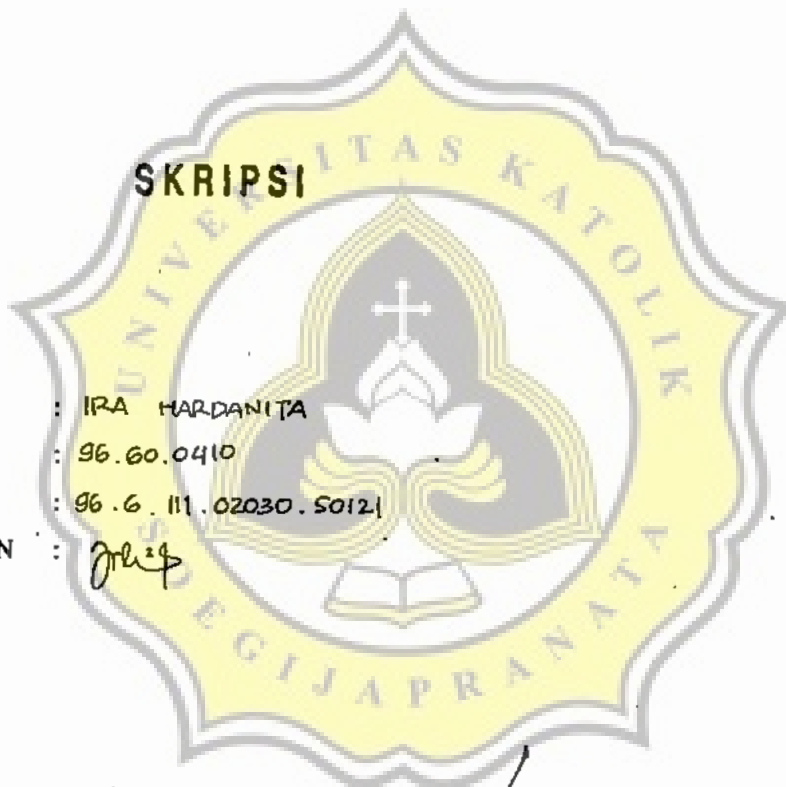 SKRIPSI
UNIVERSITAS KATOLIK
: IRA HARDANITA
: 96.60.0410
: 96.6.111.02030.50121
N :
SOEGIJAPRANATA